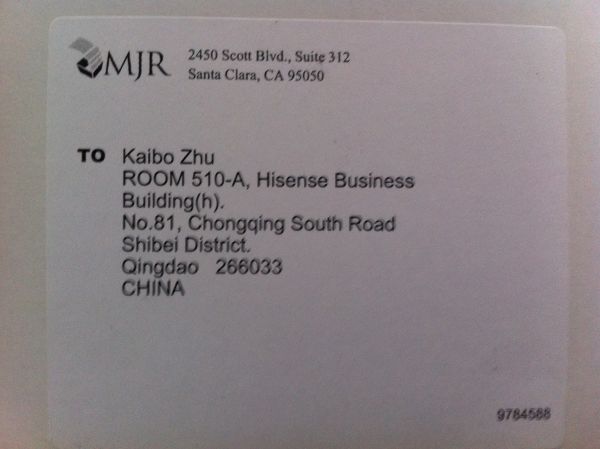 MJR
2450 Scott Blvd., Suite 312
Santa Clara, CA 95050
TO Kaibo Zhu
ROOM 510-A, Hisense Business
Building(h).
No.81, Chongqing South Road
Shibei District.
Qingdao 266033
CHINA
9784588